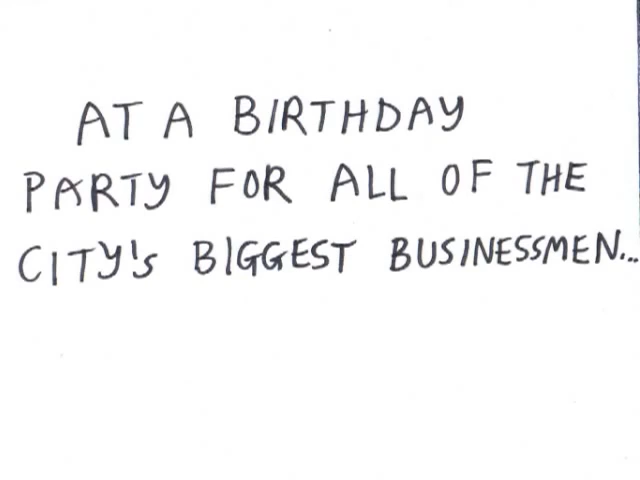 AT A BIRTHDAY
PARTY FOR ALL OF THE
CITY'S BIGGEST BUSINESSMEN...